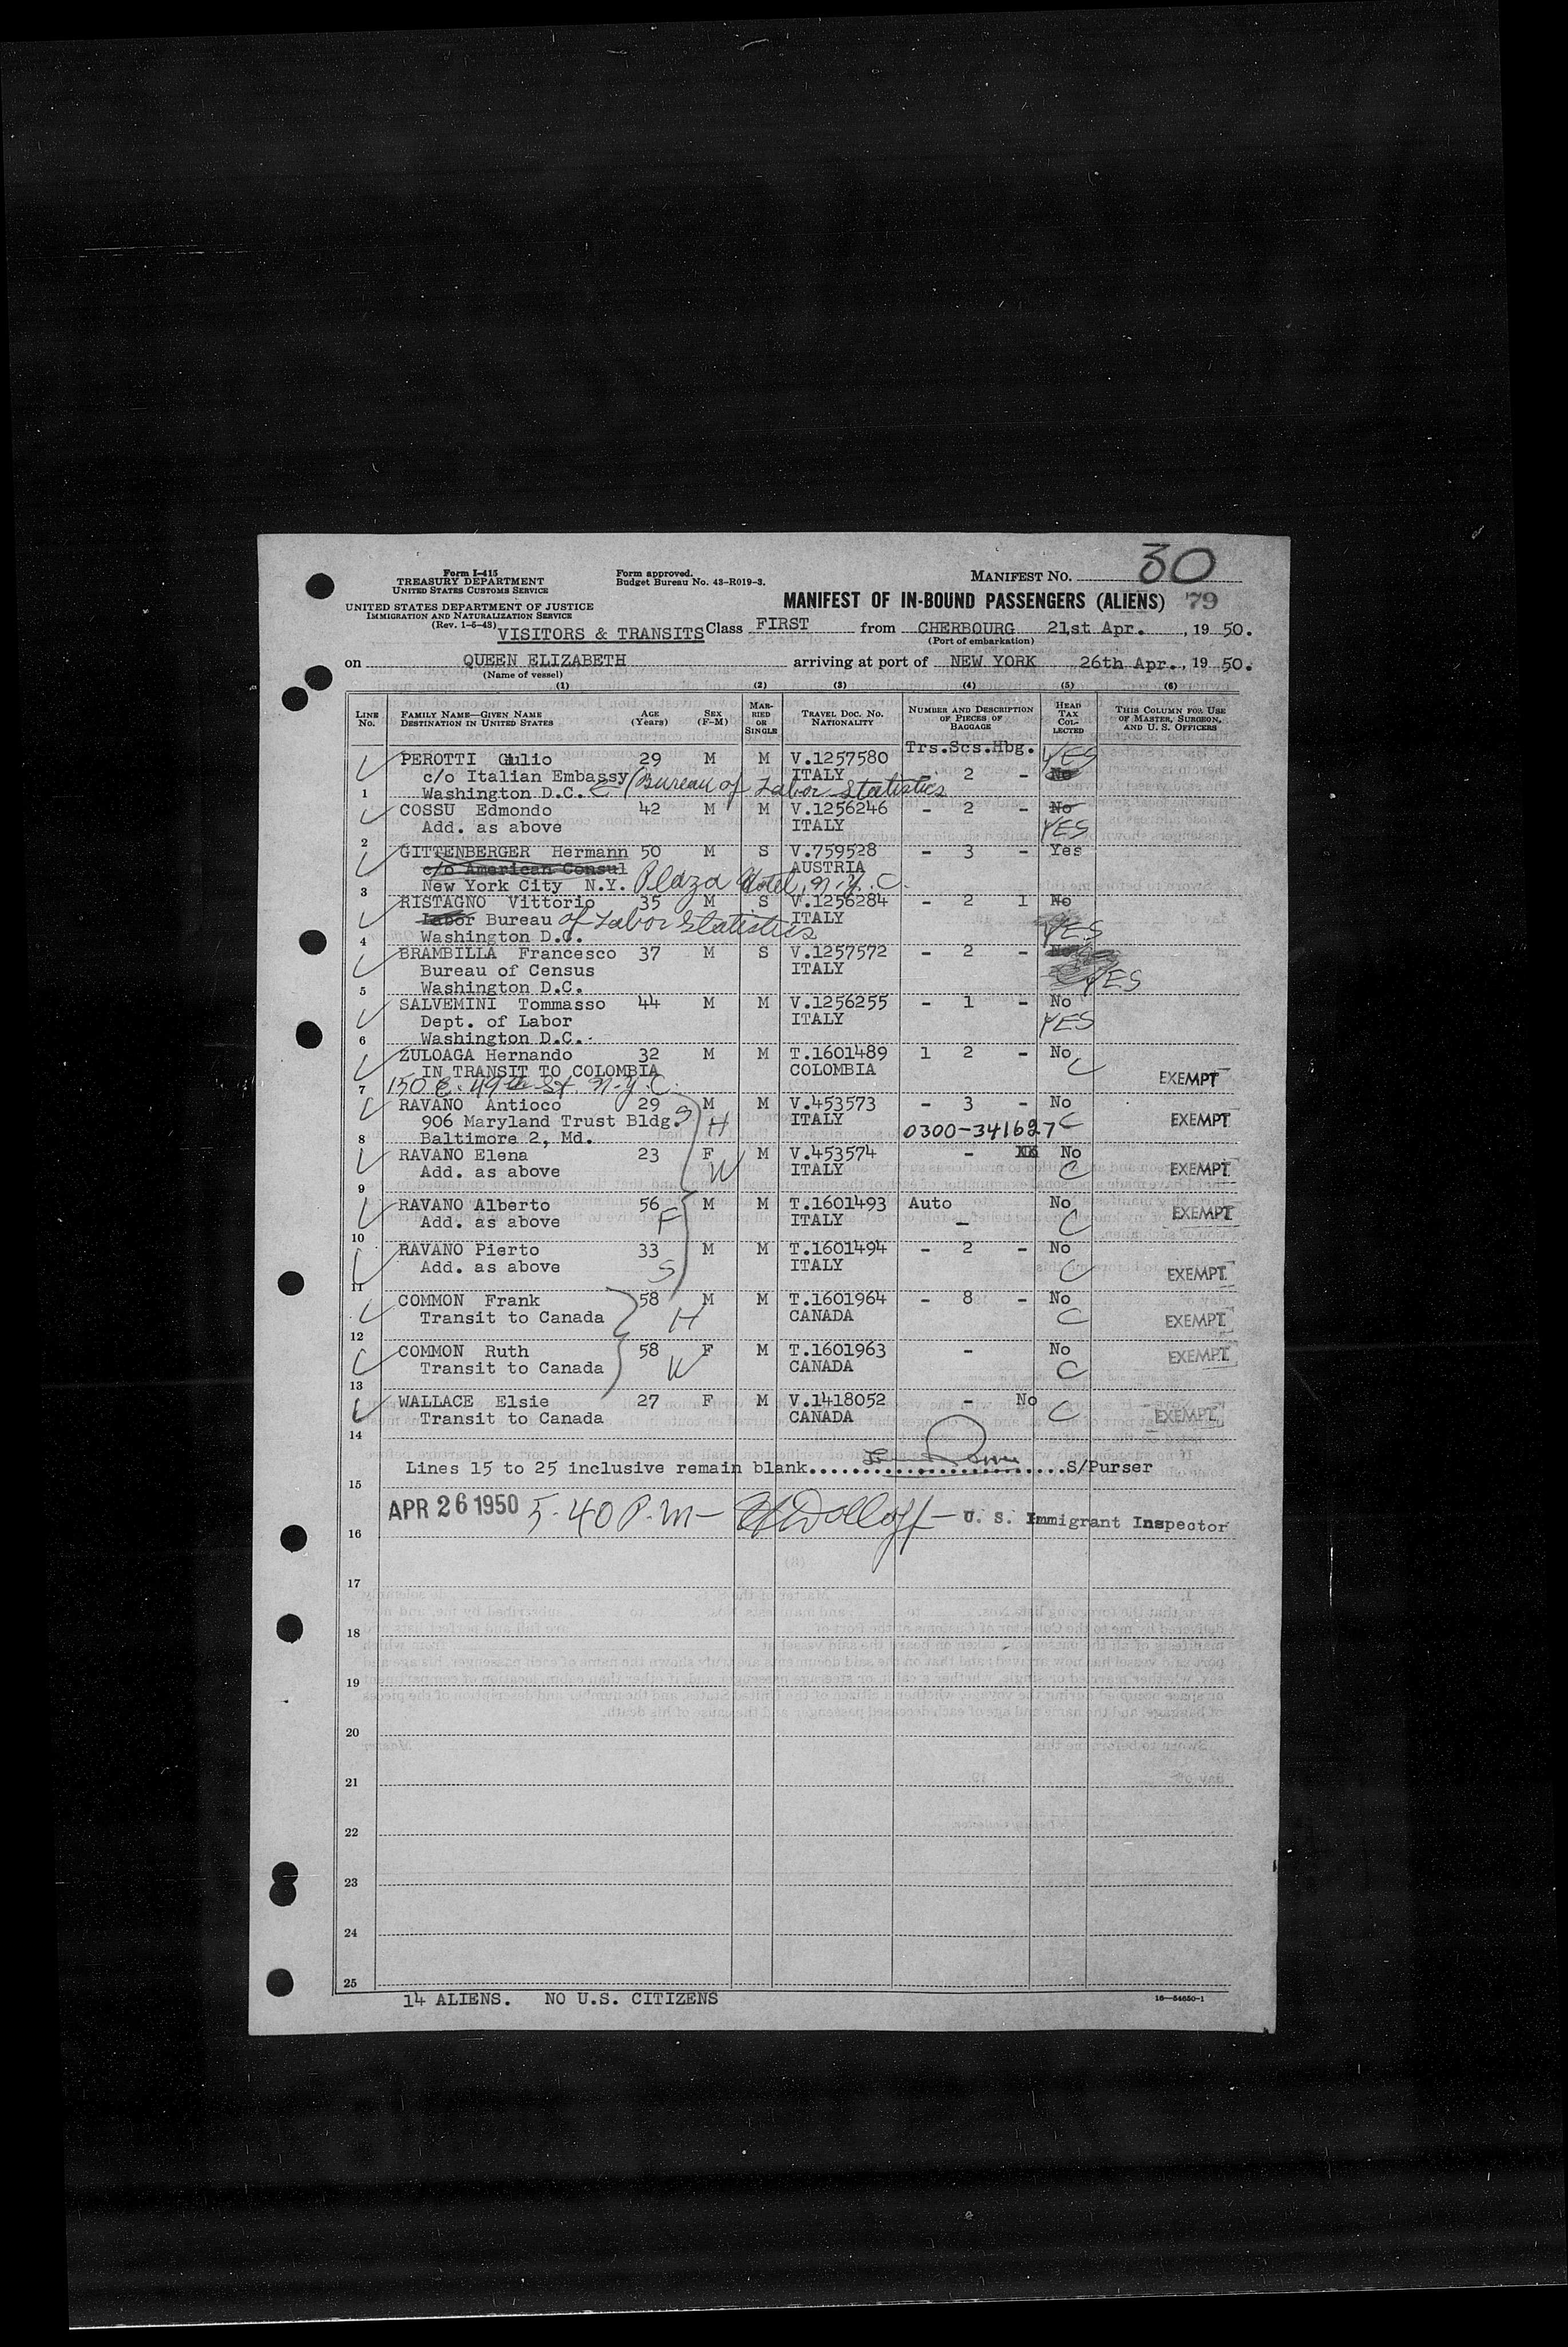 Form I-415
TREASURY DEPARTMENT
UNITED STATES CUSTOMS SERVICE
UNITED STATES DEPARTMENT OF JUSTICE
IMMIGRATION AND NATURALIZATION SERVICE
(Rev. 1-5-48)
Form approved.
Budget Bureau No. 43-R019-3.
MANIFEST NO. 30
MANIFEST OF IN-BOUND PASSENGERS (ALIENS) 79
VISITORS & TRANSITS Class FIRST from CHERBOURG 21st Apr. , 19 50.
(Port of embarkation)
on QUEEN ELIZABETH arriving at port of NEW YORK 26th Apr. , 19 50.
(Name of vessel)
(1) (2) (3) (4) (5) (6)
LINE NO. FAMILY NAME—GIVEN NAME DESTINATION IN UNITED STATES AGE (Years) SEX (F-M) MARRIED OR SINGLE TRAVEL DOC. NO. NATIONALITY NUMBER AND DESCRIPTION OF PIECES OF BAGGAGE HEAD TAX COLLECTED THIS COLUMN FOR USE OF MASTER, SURGEON, AND U. S. OFFICERS
Trs.Scs.Hbg.
PEROTTI Giulio 29 M M V.1257580 YES
c/o Italian Embassy ITALY - 2 - No
1 Washington D.C. (Bureau of Labor Statistics
COSSU Edmondo 42 M M V.1256246 - 2 - No
Add. as above ITALY YES
2
GITTENBERGER Hermann 50 M S V.759528 - 3 - Yes
c/o American Consul AUSTRIA
3 New York City N.Y. Plaza Hotel, N.Y.C.
RISTAGNO Vittorio 35 M S V.1256284 - 2 1 No
Labor Bureau of Labor Statistics ITALY YES
4 Washington D.C.
BRAMBILLA Francesco 37 M S V.1257572 - 2 - No
Bureau of Census ITALY YES
5 Washington D.C.
SALVEMINI Tommasso 44 M M V.1256255 - 1 - No
Dept. of Labor ITALY YES
6 Washington D.C.
ZULOAGA Hernando 32 M M T.1601489 1 2 - No C
IN TRANSIT TO COLOMBIA COLOMBIA EXEMPT
7 150 E. 49th St. N.Y.C.
RAVANO Antioco 29 S M M V.453573 - 3 - No
906 Maryland Trust Bldg. H ITALY 0300-341627 C EXEMPT
8 Baltimore 2, Md.
RAVANO Elena 23 F M V.453574 - XX No
Add. as above W ITALY C EXEMPT
9
RAVANO Alberto 56 M M T.1601493 Auto No
Add. as above F ITALY - C EXEMPT
10
RAVANO Pierto 33 M M T.1601494 - 2 - No
Add. as above S ITALY C EXEMPT
11
COMMON Frank 58 M M T.1601964 - 8 - No
Transit to Canada H CANADA C EXEMPT
12
COMMON Ruth 58 F M T.1601963 - No
Transit to Canada W CANADA C EXEMPT
13
WALLACE Elsie 27 F M V.1418052 - No
Transit to Canada CANADA C EXEMPT
14
Lines 15 to 25 inclusive remain blank..........................S/Purser
15
APR 26 1950 5.40 P.M— Dolloff — U. S. Immigrant Inspector
16
17
18
19
20
21
22
23
24
25
14 ALIENS. NO U.S. CITIZENS
16—54650-1